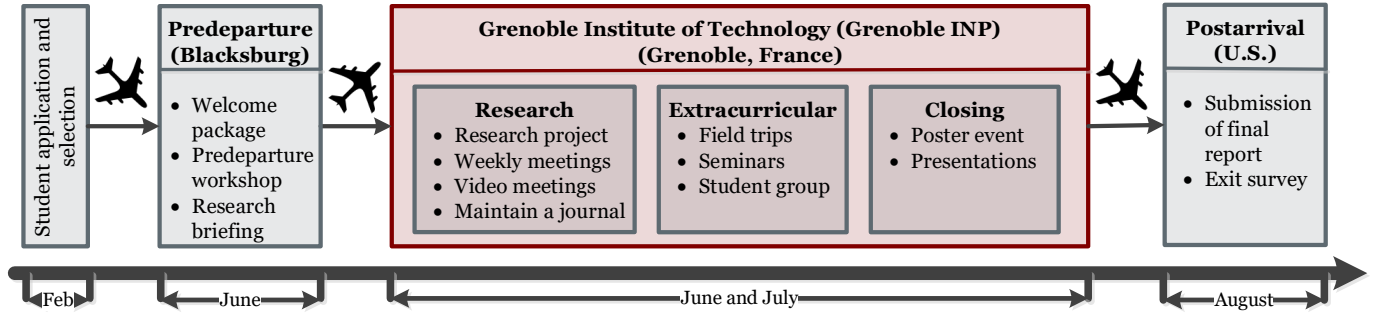 Student application and
selection
Predeparture
(Blacksburg)
• Welcome
package
• Predeparture
workshop
• Research
briefing
Grenoble Institute of Technology (Grenoble INP)
(Grenoble, France)
Research
• Research project
• Weekly meetings
• Video meetings
• Maintain a journal
Extracurricular
• Field trips
• Seminars
• Student group
Closing
• Poster event
• Presentations
Postarrival
(U.S.)
• Submission
of final
report
• Exit survey
Feb
June
June and July
August